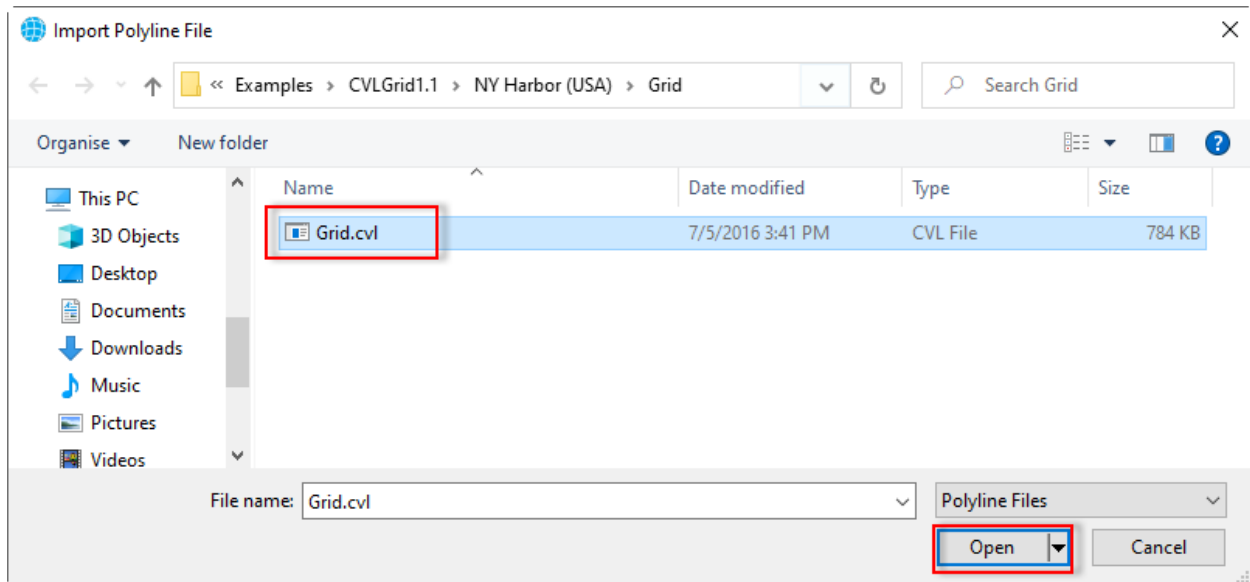 Import Polyline File
« Examples > CVLGrid1.1 > NY Harbor (USA) > Grid
Search Grid
Organise New folder
?
Name Date modified Type Size
Grid.cvl 7/5/2016 3:41 PM CVL File 784 KB
This PC
3D Objects
Desktop
Documents
Downloads
Music
Pictures
Videos
File name: Grid.cvl Polyline Files
Open Cancel